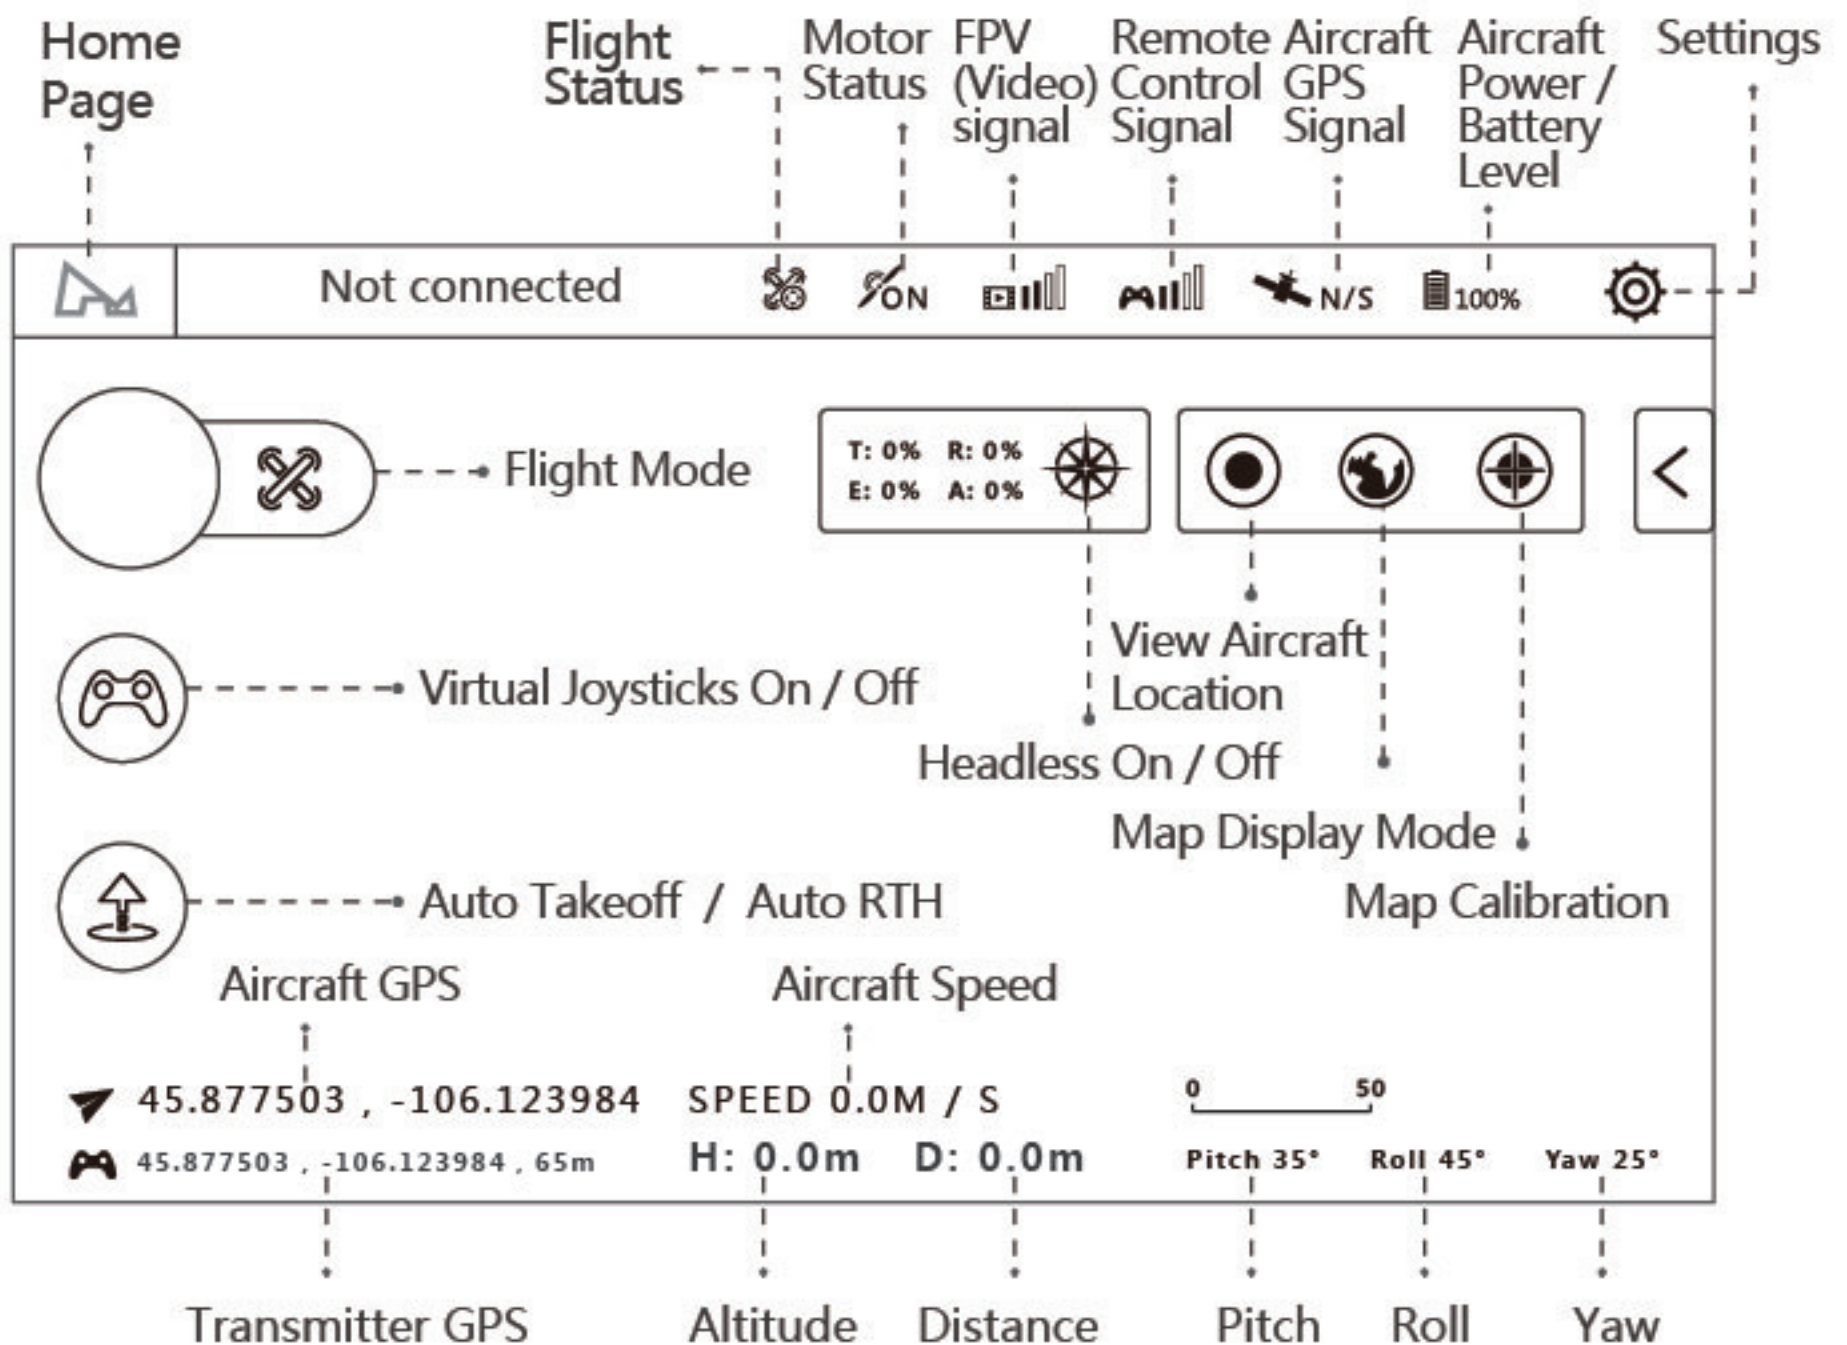 Home
Page
Flight
Status
Motor
Status
FPV
(Video)
signal
Remote
Control
Signal
Aircraft
GPS
Signal
Aircraft
Power /
Battery
Level
Settings
Not connected
ON
N/S
100%
Flight Mode
T: 0% R: 0%
E: 0% A: 0%
View Aircraft
Location
Virtual Joysticks On / Off
Headless On / Off
Map Display Mode
Auto Takeoff / Auto RTH
Map Calibration
Aircraft GPS
Aircraft Speed
45.877503 , -106.123984
SPEED 0.0M / S
0 50
45.877503 , -106.123984 , 65m
H: 0.0m D: 0.0m
Pitch 35° Roll 45° Yaw 25°
Transmitter GPS
Altitude
Distance
Pitch
Roll
Yaw